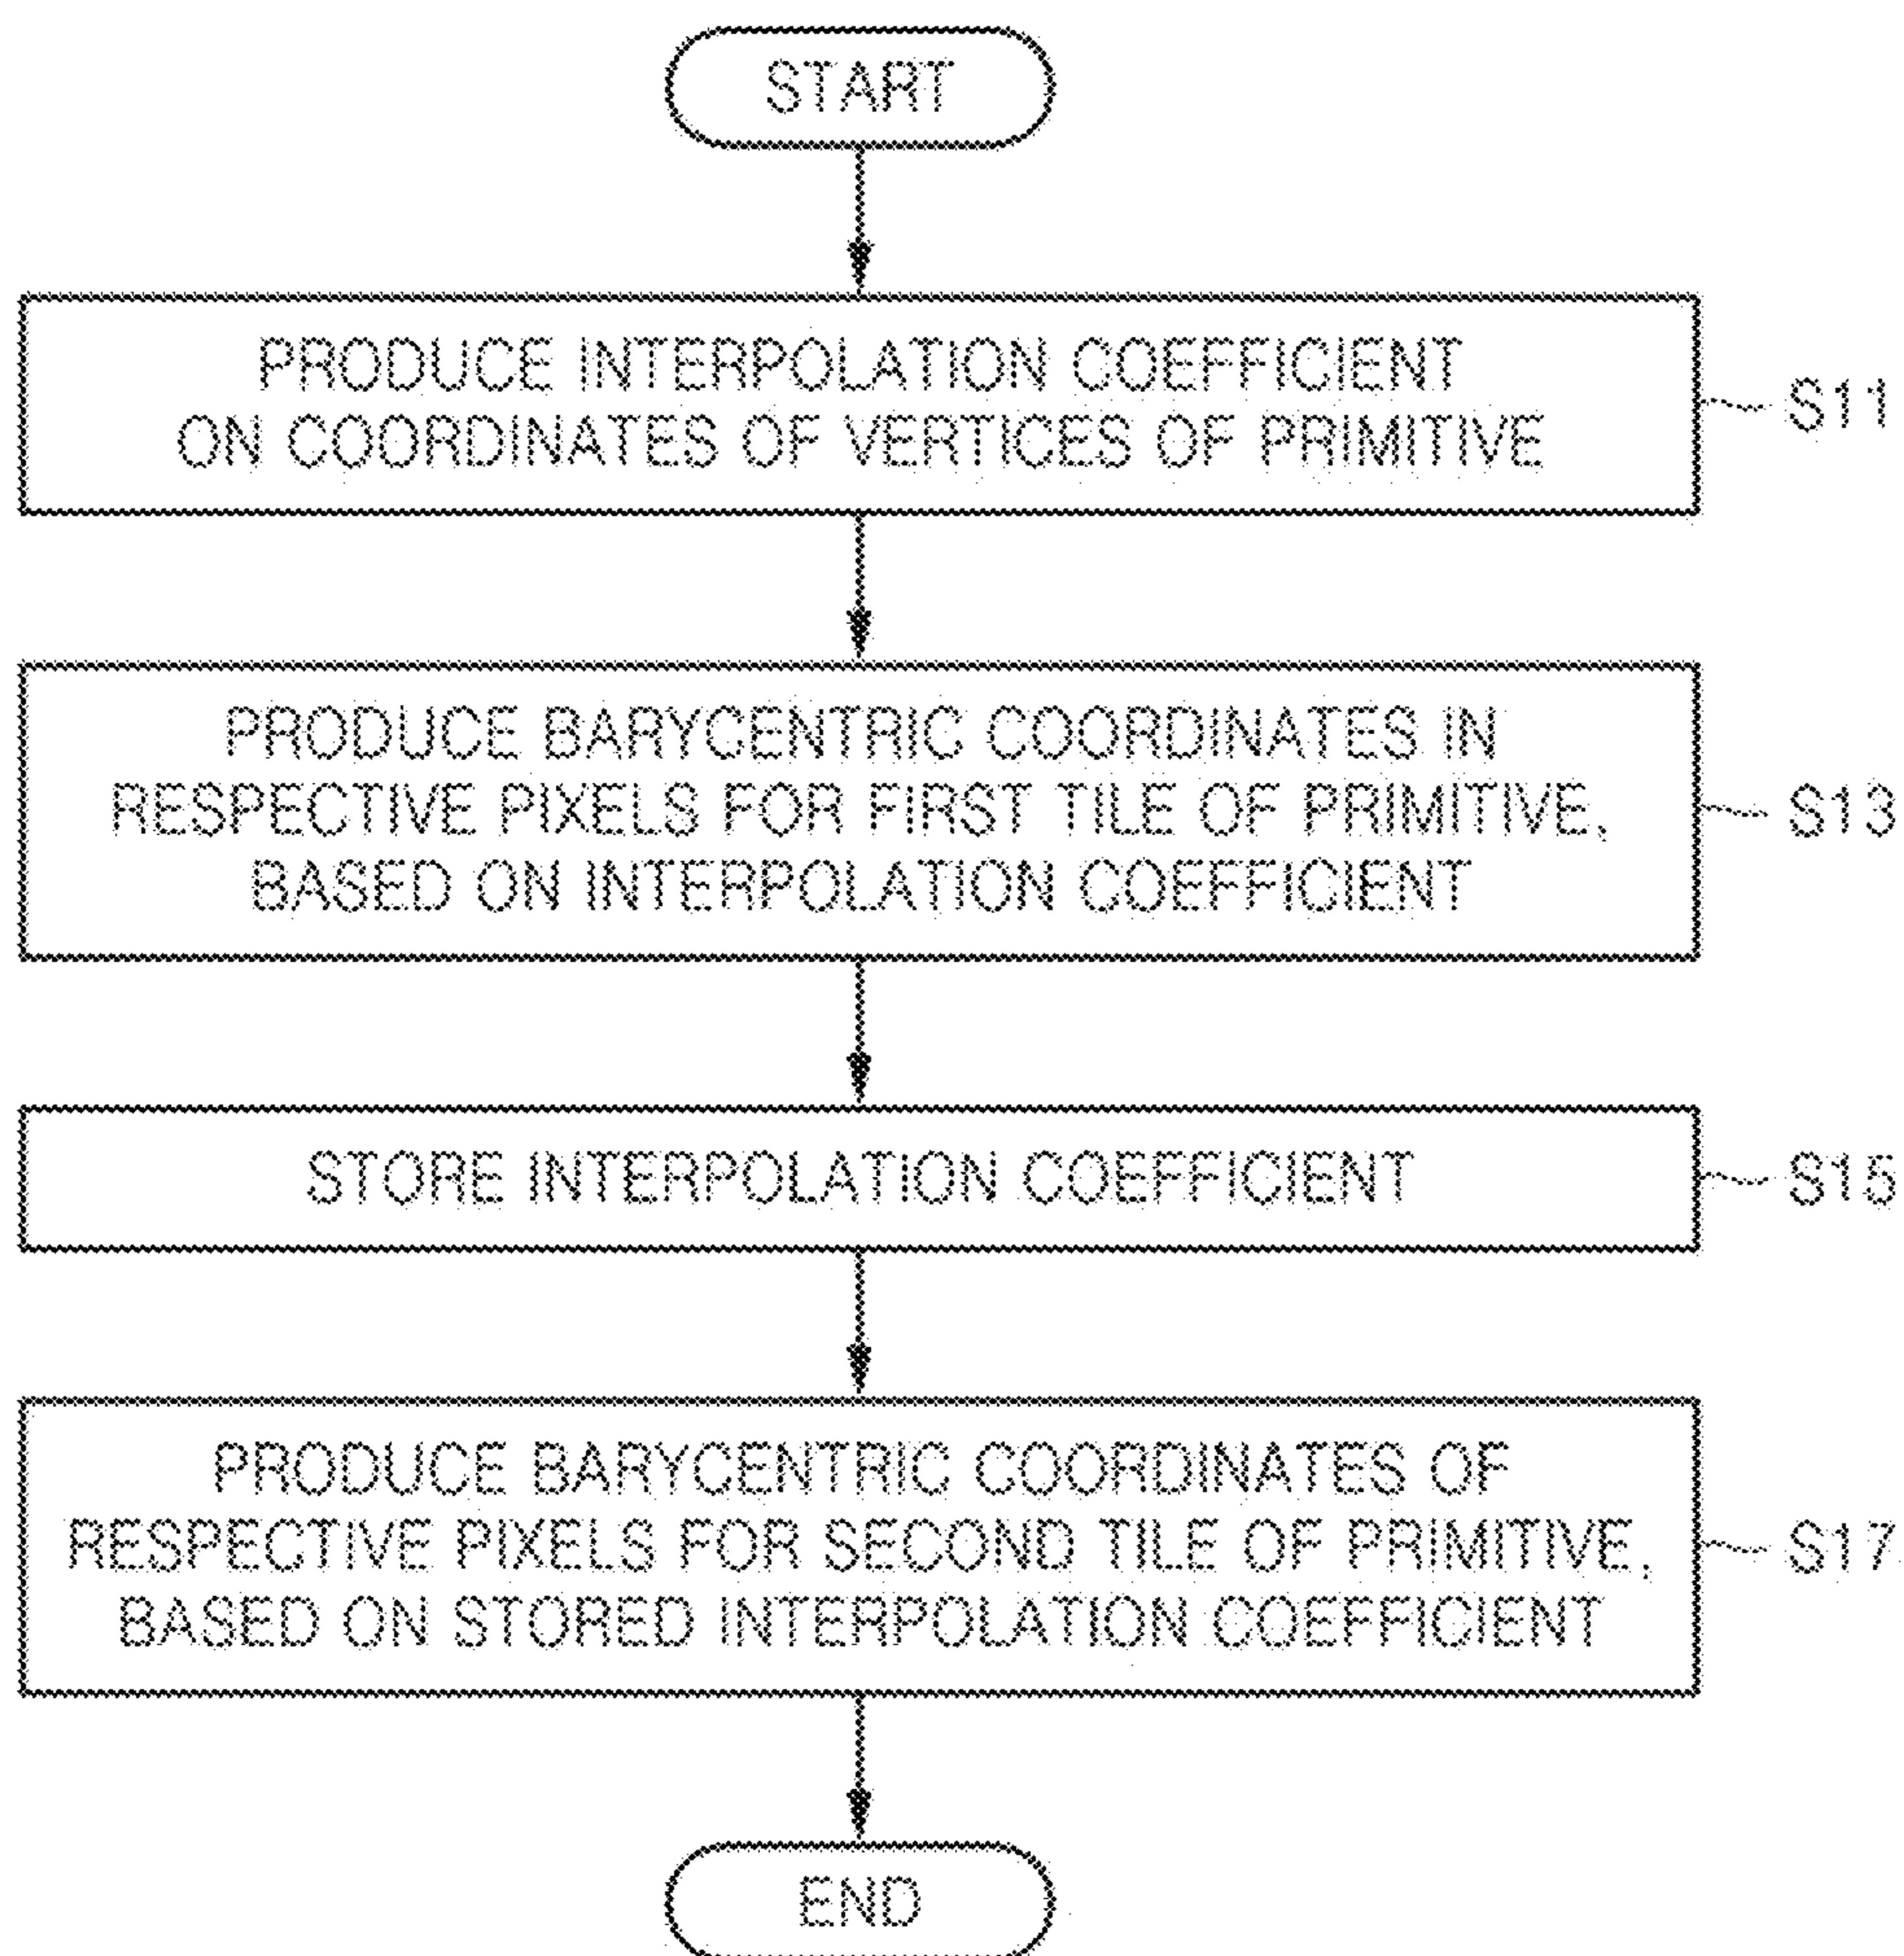 START
PRODUCE INTERPOLATION COEFFICIENT
ON COORDINATES OF VERTICES OF PRIMITIVE
S11
PRODUCE BARYCENTRIC COORDINATES IN
RESPECTIVE PIXELS FOR FIRST TILE OF PRIMITIVE,
BASED ON INTERPOLATION COEFFICIENT
S13
STORE INTERPOLATION COEFFICIENT
S15
PRODUCE BARYCENTRIC COORDINATES OF
RESPECTIVE PIXELS FOR SECOND TILE OF PRIMITIVE,
BASED ON STORED INTERPOLATION COEFFICIENT
S17
END